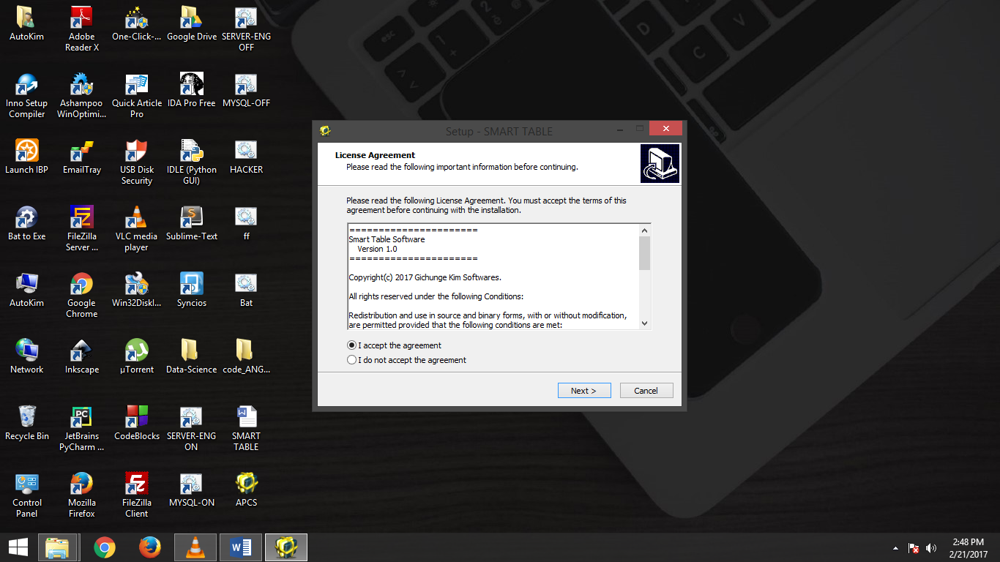 AutoKim
Adobe
Reader X
One-Click-...
Google Drive
SERVER-ENG
OFF
Inno Setup
Compiler
Ashampoo
WinOptimi...
Quick Article
Pro
IDA Pro Free
MYSQL-OFF
Launch IBP
EmailTray
USB Disk
Security
IDLE (Python
GUI)
HACKER
Bat to Exe
FileZilla
Server ...
VLC media
player
Sublime-Text
ff
AutoKim
Google
Chrome
Win32DiskI...
Syncios
Bat
Network
Inkscape
µTorrent
Data-Science
code_ANG...
Recycle Bin
JetBrains
PyCharm ...
CodeBlocks
SERVER-ENG
ON
SMART
TABLE
Control
Panel
Mozilla
Firefox
FileZilla
Client
MYSQL-ON
APCS
Setup - SMART TABLE
License Agreement
Please read the following important information before continuing.
Please read the following License Agreement. You must accept the terms of this
agreement before continuing with the installation.
======================
Smart Table Software
Version 1.0
======================
Copyright(c) 2017 Gichunge Kim Softwares.
All rights reserved under the following Conditions:
Redistribution and use in source and binary forms, with or without modification,
are permitted provided that the following conditions are met:
I accept the agreement
I do not accept the agreement
Next >
Cancel
2:48 PM
2/21/2017